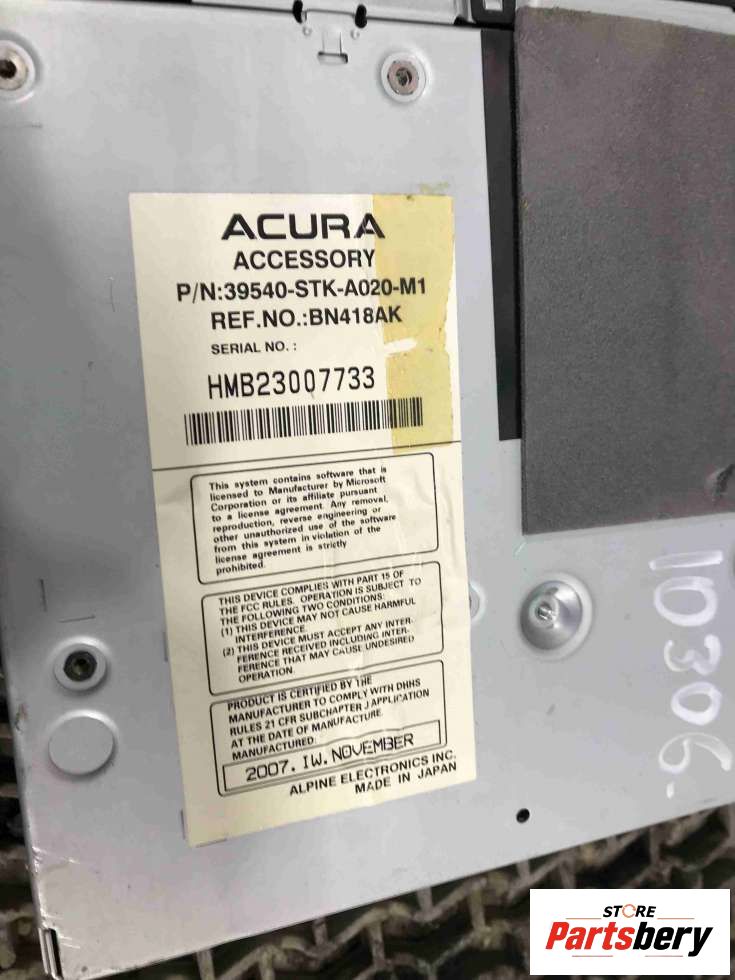 ACURA
ACCESSORY
P/N:39540-STK-A020-M1
REF.NO.:BN418AK
SERIAL NO. :
HMB23007733
This system contains software that is
licensed to Manufacturer by Microsoft
Corporation or its affiliate pursuant
to a license agreement. Any removal,
reproduction, reverse engineering or
other unauthorized use of the software
from this system in violation of the
license agreement is strictly
prohibited.
THIS DEVICE COMPLIES WITH PART 15 OF
THE FCC RULES. OPERATION IS SUBJECT TO
THE FOLLOWING TWO CONDITIONS:
(1) THIS DEVICE MAY NOT CAUSE HARMFUL
INTERFERENCE.
(2) THIS DEVICE MUST ACCEPT ANY INTER-
FERENCE RECEIVED INCLUDING INTER-
FERENCE THAT MAY CAUSE UNDESIRED
OPERATION.
PRODUCT IS CERTIFIED BY THE
MANUFACTURER TO COMPLY WITH DHHS
RULES 21 CFR SUBCHAPTER J APPLICATION
AT THE DATE OF MANUFACTURE.
MANUFACTURED:
2007. IW. NOVEMBER
ALPINE ELECTRONICS INC.
MADE IN JAPAN
10306.
STORE
Partsbery